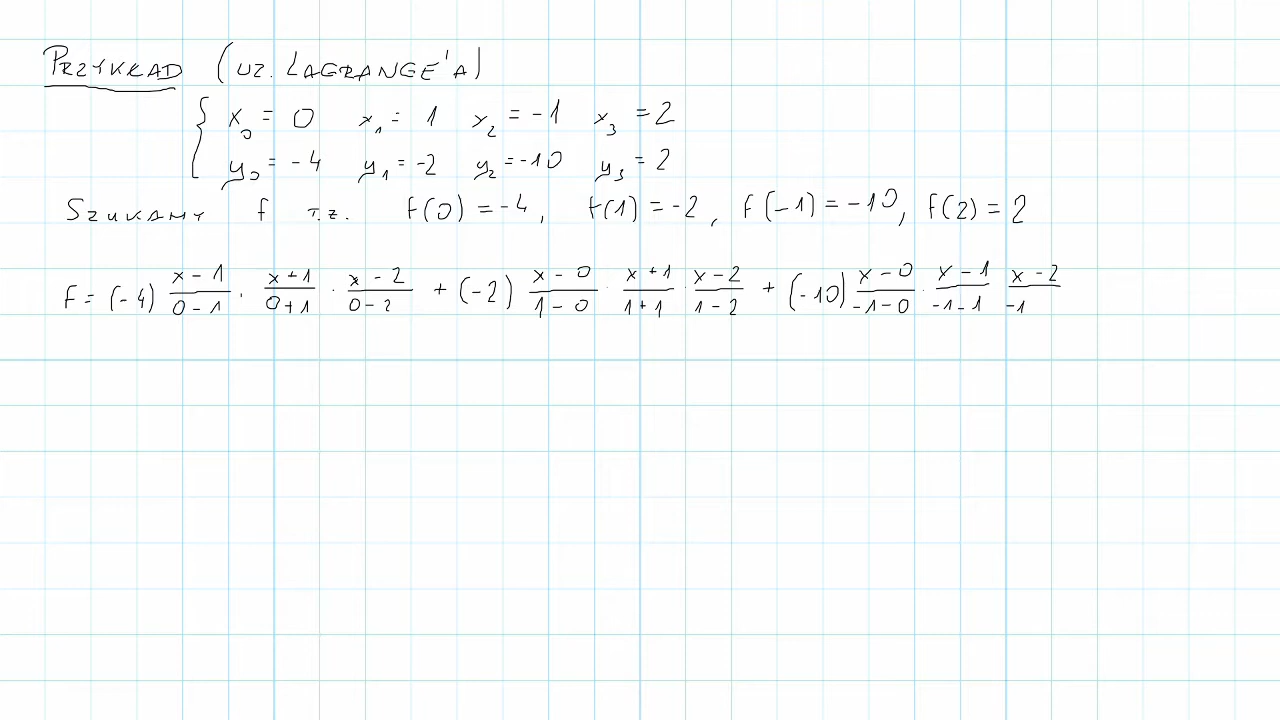 PRZYKŁAD (UZ. LAGRANGE'A)
{ x₀ = 0 x₁ = 1 x₂ = -1 x₃ = 2
y₀ = -4 y₁ = -2 y₂ = -10 y₃ = 2
SZUKAMY f T.Z. f(0) = -4, f(1) = -2, f(-1) = -10, f(2) = 2
f = (-4) (x-1)/(0-1) · (x+1)/(0+1) · (x-2)/(0-2) + (-2) (x-0)/(1-0) · (x+1)/(1+1) · (x-2)/(1-2) + (-10) (x-0)/(-1-0) · (x-1)/(-1-1) (x-2)/(-1